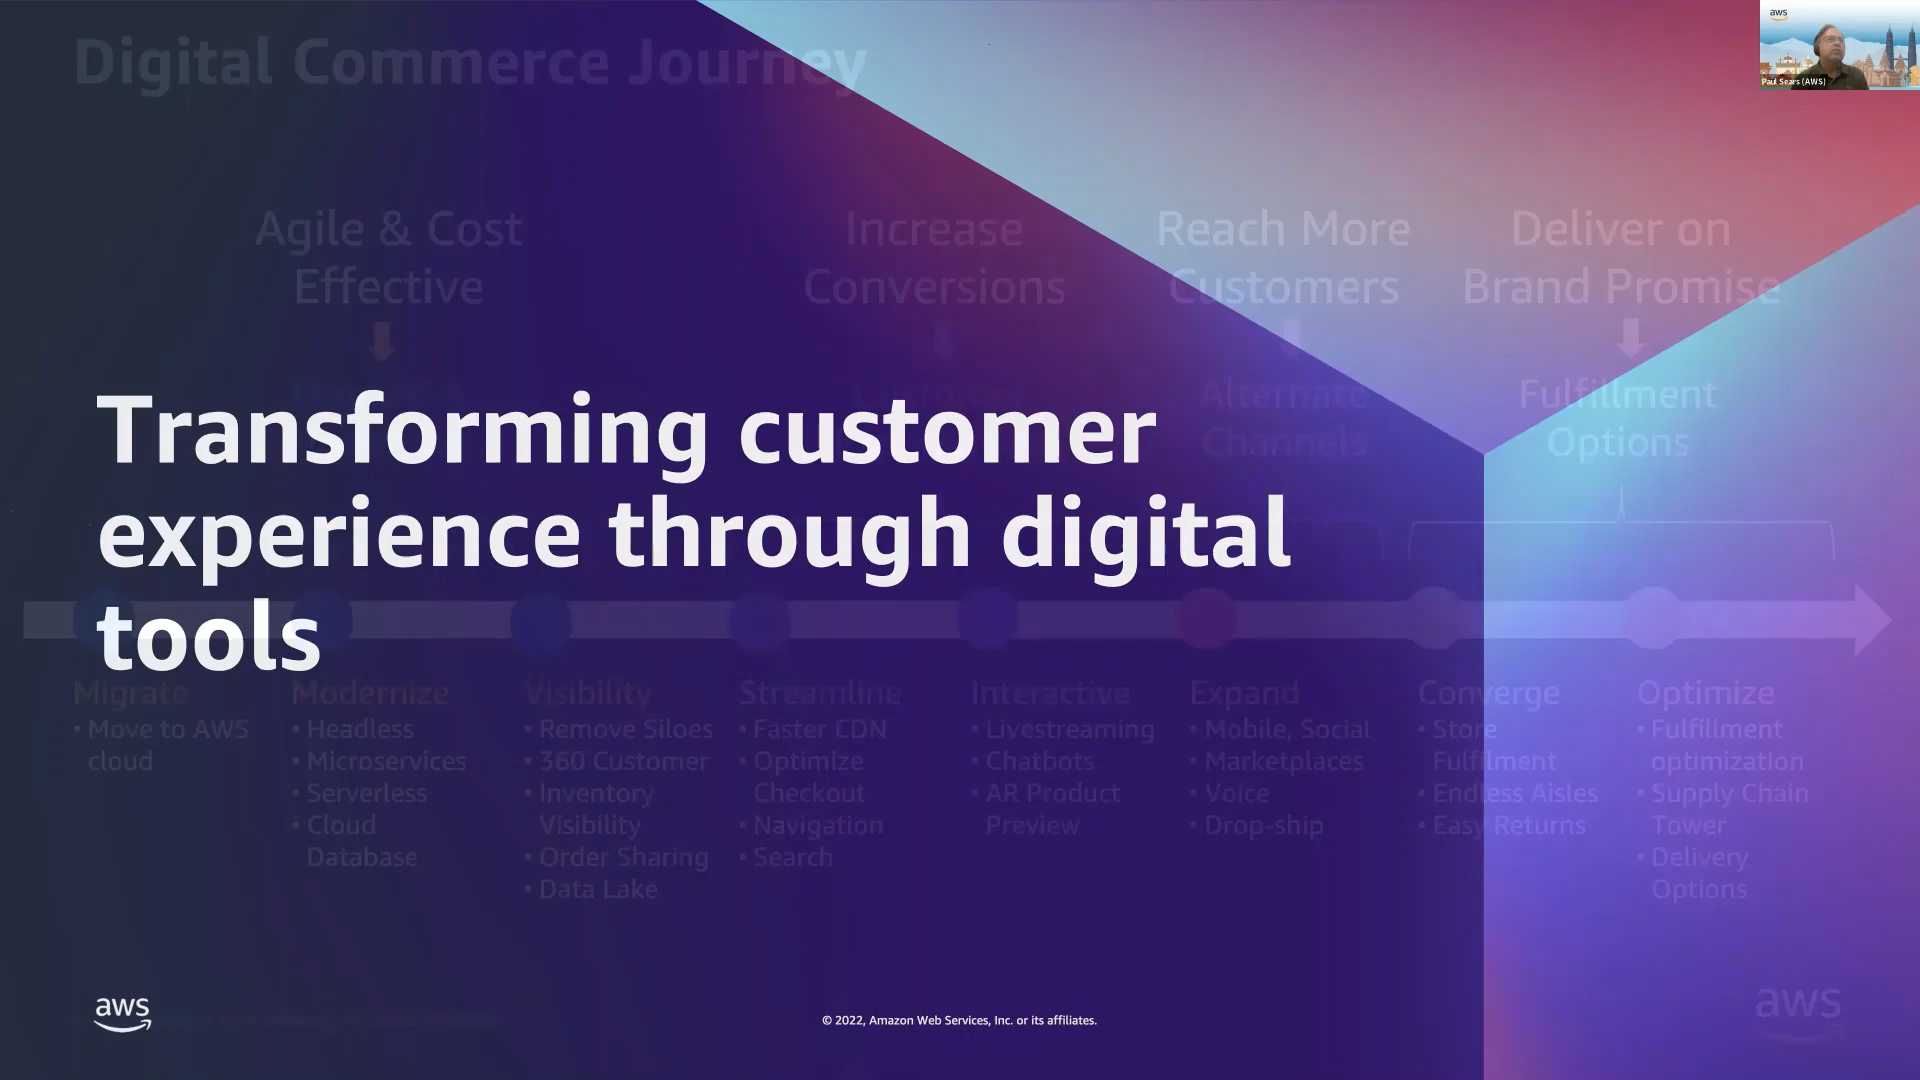 Digital Commerce Journey
aws
Paul Sears (AWS)
Agile & Cost
Effective
Increase
Conversions
Reach More
Customers
Deliver on
Brand Promise
Alternate
Channels
Fulfillment
Options
Transforming customer
experience through digital
tools
Migrate
• Move to AWS
cloud
Modernize
• Headless
• Microservices
• Serverless
• Cloud
Database
Visibility
• Remove Siloes
• 360 Customer
• Inventory
Visibility
• Order Sharing
• Data Lake
Streamline
• Faster CDN
• Optimize
Checkout
• Navigation
• Search
Interactive
• Livestreaming
• Chatbots
• AR Product
Preview
Expand
• Mobile, Social
• Marketplaces
• Voice
• Drop-ship
Converge
• Store
Fulfilment
• Endless Aisles
• Easy Returns
Optimize
• Fulfillment
optimization
• Supply Chain
Tower
• Delivery
Options
aws
© 2022, Amazon Web Services, Inc. or its affiliates.
aws